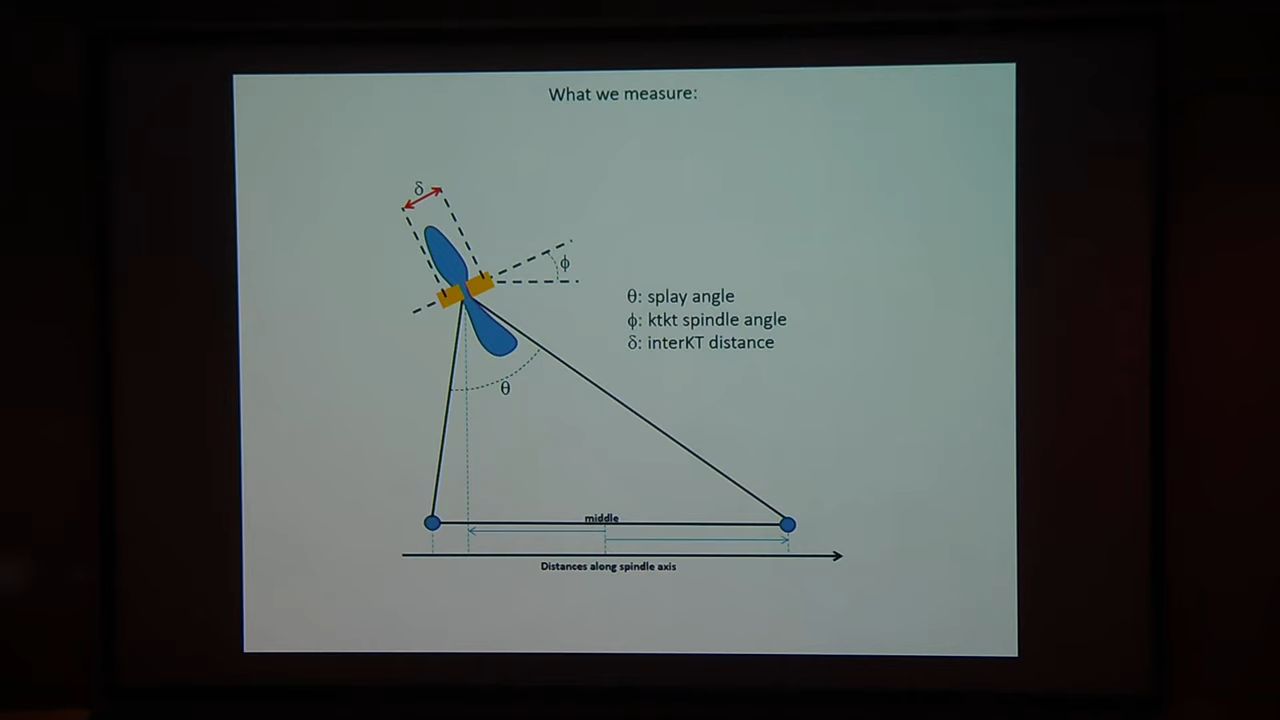 What we measure:
δ
ϕ
θ: splay angle
ϕ: ktkt spindle angle
δ: interKT distance
θ
middle
Distances along spindle axis